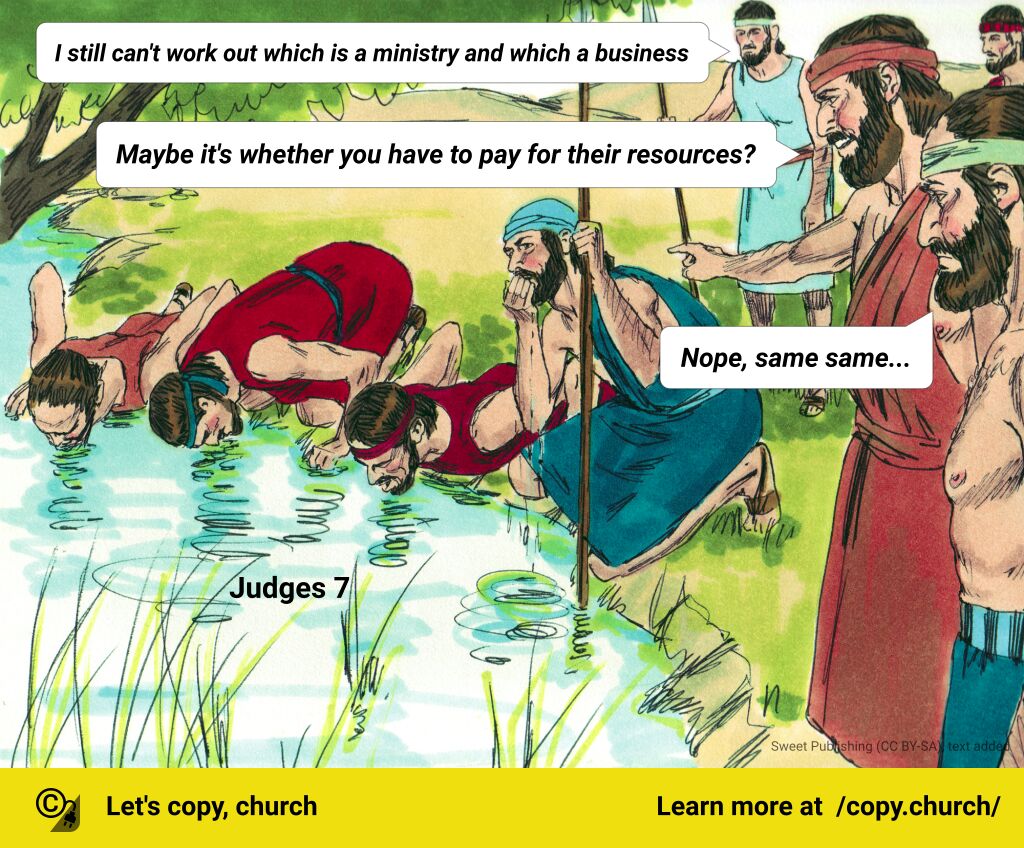 I still can't work out which is a ministry and which a business
Maybe it's whether you have to pay for their resources?
Nope, same same...
Judges 7
Sweet Publishing (CC BY-SA), text added
© Let's copy, church
Learn more at /copy.church/